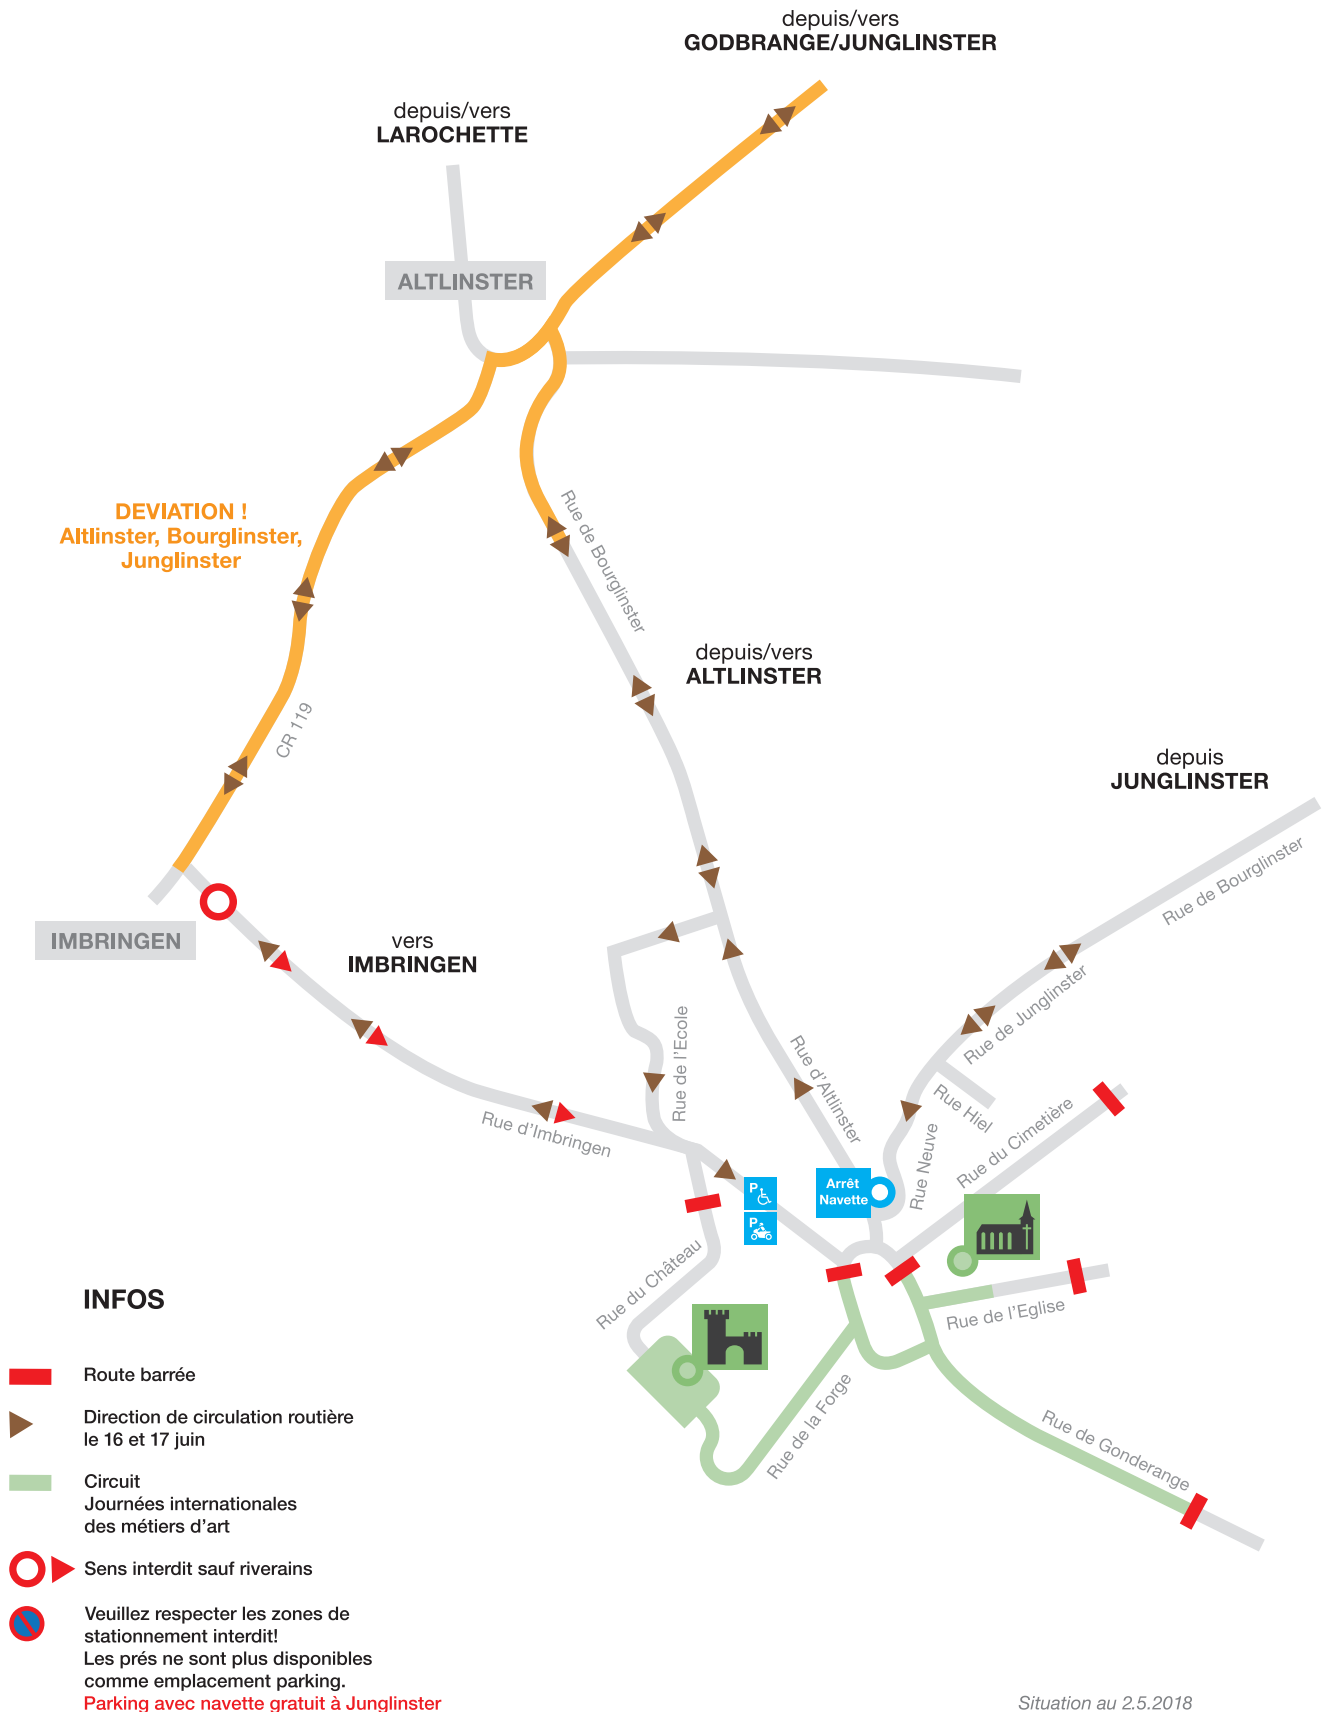 depuis/vers
GODBRANGE/JUNGLINSTER
depuis/vers
LAROCHETTE
ALTLINSTER
DEVIATION !
Altlinster, Bourglinster,
Junglinster
Rue de Bourglinster
depuis/vers
ALTLINSTER
CR 119
depuis
JUNGLINSTER
Rue de Bourglinster
IMBRINGEN
vers
IMBRINGEN
Rue de Junglinster
Rue de l'Ecole
Rue d'Altlinster
Rue Hiel
Rue d'Imbringen
Rue Neuve
Rue du Cimetière
P
P
Arrêt
Navette
Rue du Château
Rue de l'Eglise
Rue de la Forge
Rue de Gonderange
INFOS
Route barrée
Direction de circulation routière
le 16 et 17 juin
Circuit
Journées internationales
des métiers d'art
Sens interdit sauf riverains
Veuillez respecter les zones de
stationnement interdit!
Les prés ne sont plus disponibles
comme emplacement parking.
Parking avec navette gratuit à Junglinster
Situation au 2.5.2018